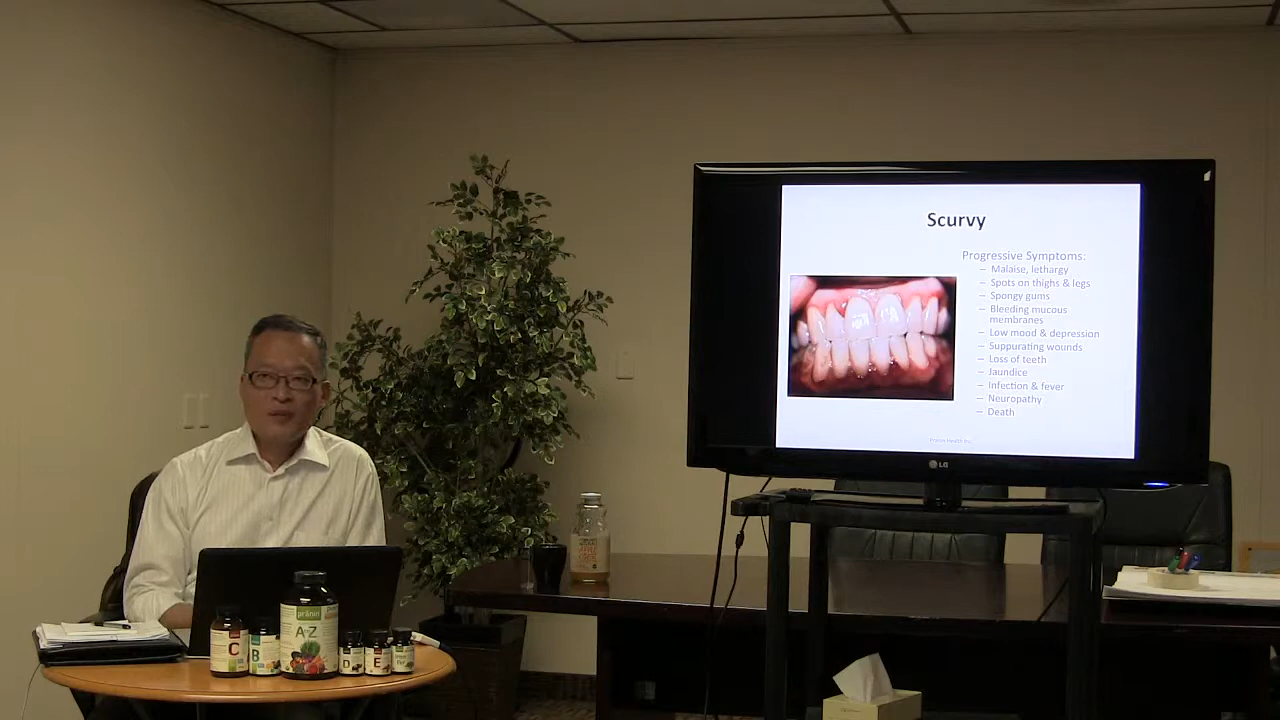 Scurvy
Progressive Symptoms:
– Malaise, lethargy
– Spots on thighs & legs
– Spongy gums
– Bleeding mucous
membranes
– Low mood & depression
– Suppurating wounds
– Loss of teeth
– Jaundice
– Infection & fever
– Neuropathy
– Death
LG
prānin
A-Z
C
B
D
E